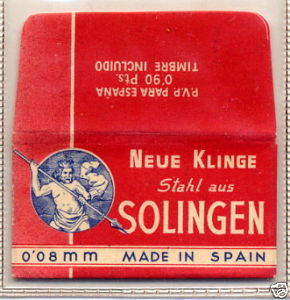 P.V.P. PARA ESPAÑA
0'90 Pts.
TIMBRE INCLUIDO
NEUE KLINGE
Stahl aus
SOLINGEN
0'08 mm MADE IN SPAIN